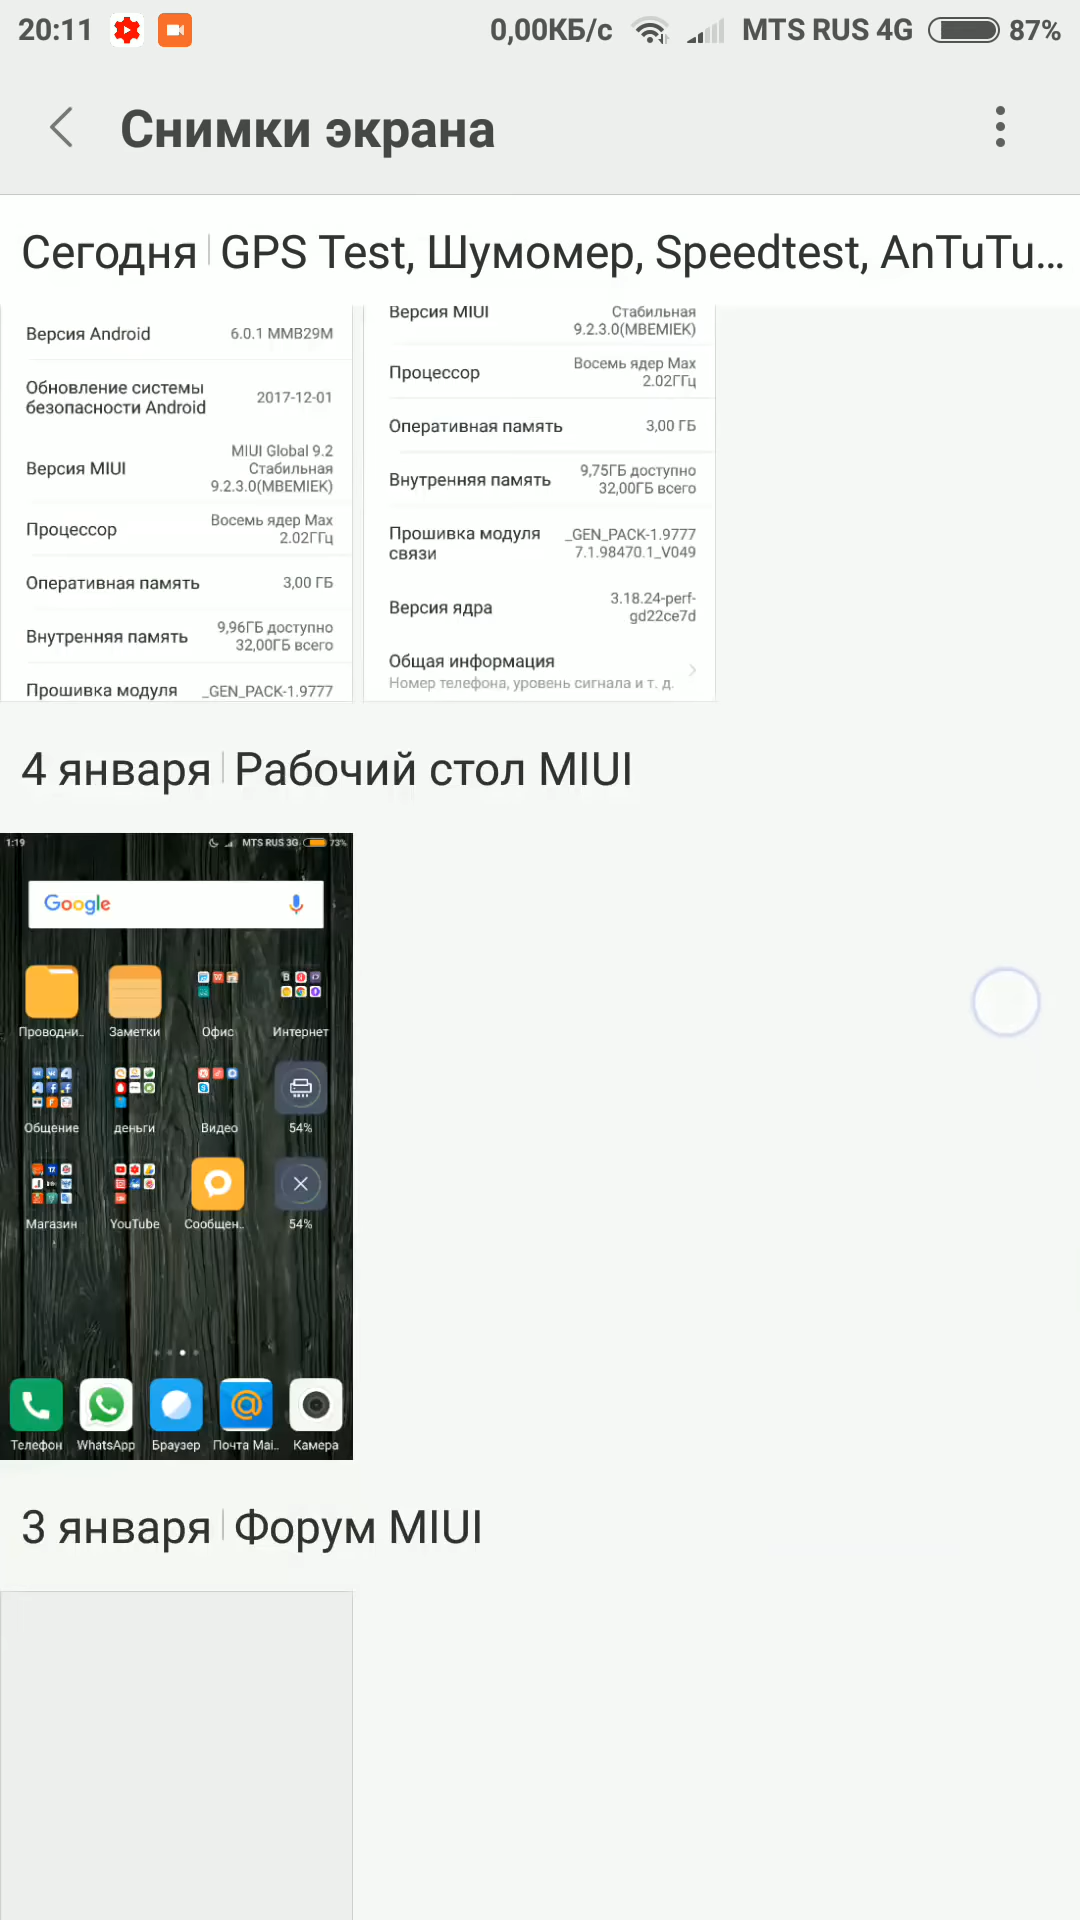 20:11 0,00КБ/с MTS RUS 4G 87%
Снимки экрана
Сегодня GPS Test, Шумомер, Speedtest, AnTuTu...
Версия Android 6.0.1 MMB29M
Обновление системы безопасности Android 2017-12-01
Версия MIUI MIUI Global 9.2
Стабильная
9.2.3.0(MBEMIEK)
Процессор Восемь ядер Max
2.02ГГц
Оперативная память 3,00 ГБ
Внутренняя память 9,96ГБ доступно
32,00ГБ всего
Прошивка модуля _GEN_PACK-1.9777
Версия MIUI Стабильная
9.2.3.0(MBEMIEK)
Процессор Восемь ядер Max
2.02ГГц
Оперативная память 3,00 ГБ
Внутренняя память 9,75ГБ доступно
32,00ГБ всего
Прошивка модуля связи _GEN_PACK-1.9777
7.1.98470.1_V049
Версия ядра 3.18.24-perf-
gd22ce7d
Общая информация
Номер телефона, уровень сигнала и т. д.
4 января Рабочий стол MIUI
1:19 MTS RUS 3G 73%
Google
Проводни.. Заметки Офис Интернет
Общение деньги Видео 54%
Магазин YouTube Сообщен.. 54%
Телефон WhatsApp Браузер Почта Mai.. Камера
3 января Форум MIUI